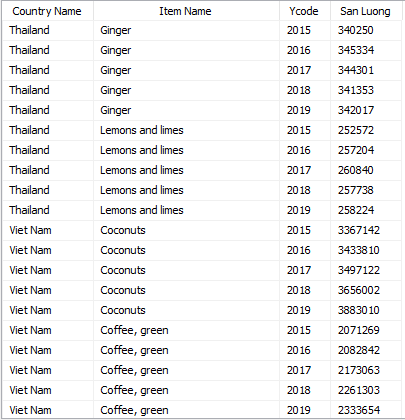 Country Name Item Name Ycode San Luong
Thailand Ginger 2015 340250
Thailand Ginger 2016 345334
Thailand Ginger 2017 344301
Thailand Ginger 2018 341353
Thailand Ginger 2019 342017
Thailand Lemons and limes 2015 252572
Thailand Lemons and limes 2016 257204
Thailand Lemons and limes 2017 260840
Thailand Lemons and limes 2018 257738
Thailand Lemons and limes 2019 258224
Viet Nam Coconuts 2015 3367142
Viet Nam Coconuts 2016 3433810
Viet Nam Coconuts 2017 3497122
Viet Nam Coconuts 2018 3656002
Viet Nam Coconuts 2019 3883010
Viet Nam Coffee, green 2015 2071269
Viet Nam Coffee, green 2016 2082842
Viet Nam Coffee, green 2017 2173063
Viet Nam Coffee, green 2018 2261303
Viet Nam Coffee, green 2019 2333654